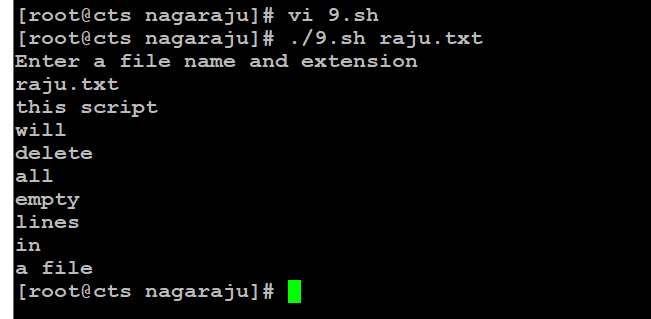 [root@cts nagaraju]# vi 9.sh
[root@cts nagaraju]# ./9.sh raju.txt
Enter a file name and extension
raju.txt
this script
will
delete
all
empty
lines
in
a file
[root@cts nagaraju]#